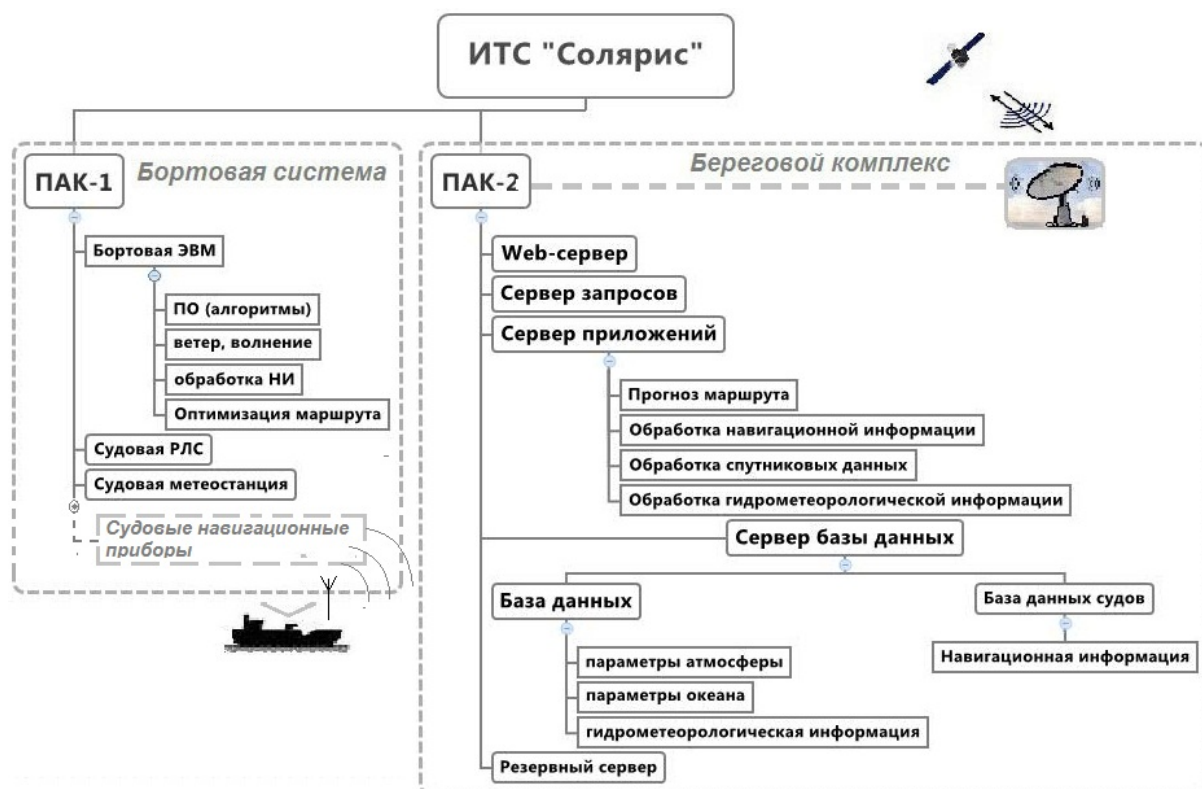 ИТС "Солярис"
ПАК-1
Бортовая система
Бортовая ЭВМ
ПО (алгоритмы)
ветер, волнение
обработка НИ
Оптимизация маршрута
Судовая РЛС
Судовая метеостанция
Судовые навигационные
приборы
ПАК-2
Береговой комплекс
Web-сервер
Сервер запросов
Сервер приложений
Прогноз маршрута
Обработка навигационной информации
Обработка спутниковых данных
Обработка гидрометеорологической информации
Сервер базы данных
База данных
параметры атмосферы
параметры океана
гидрометеорологическая информация
База данных судов
Навигационная информация
Резервный сервер